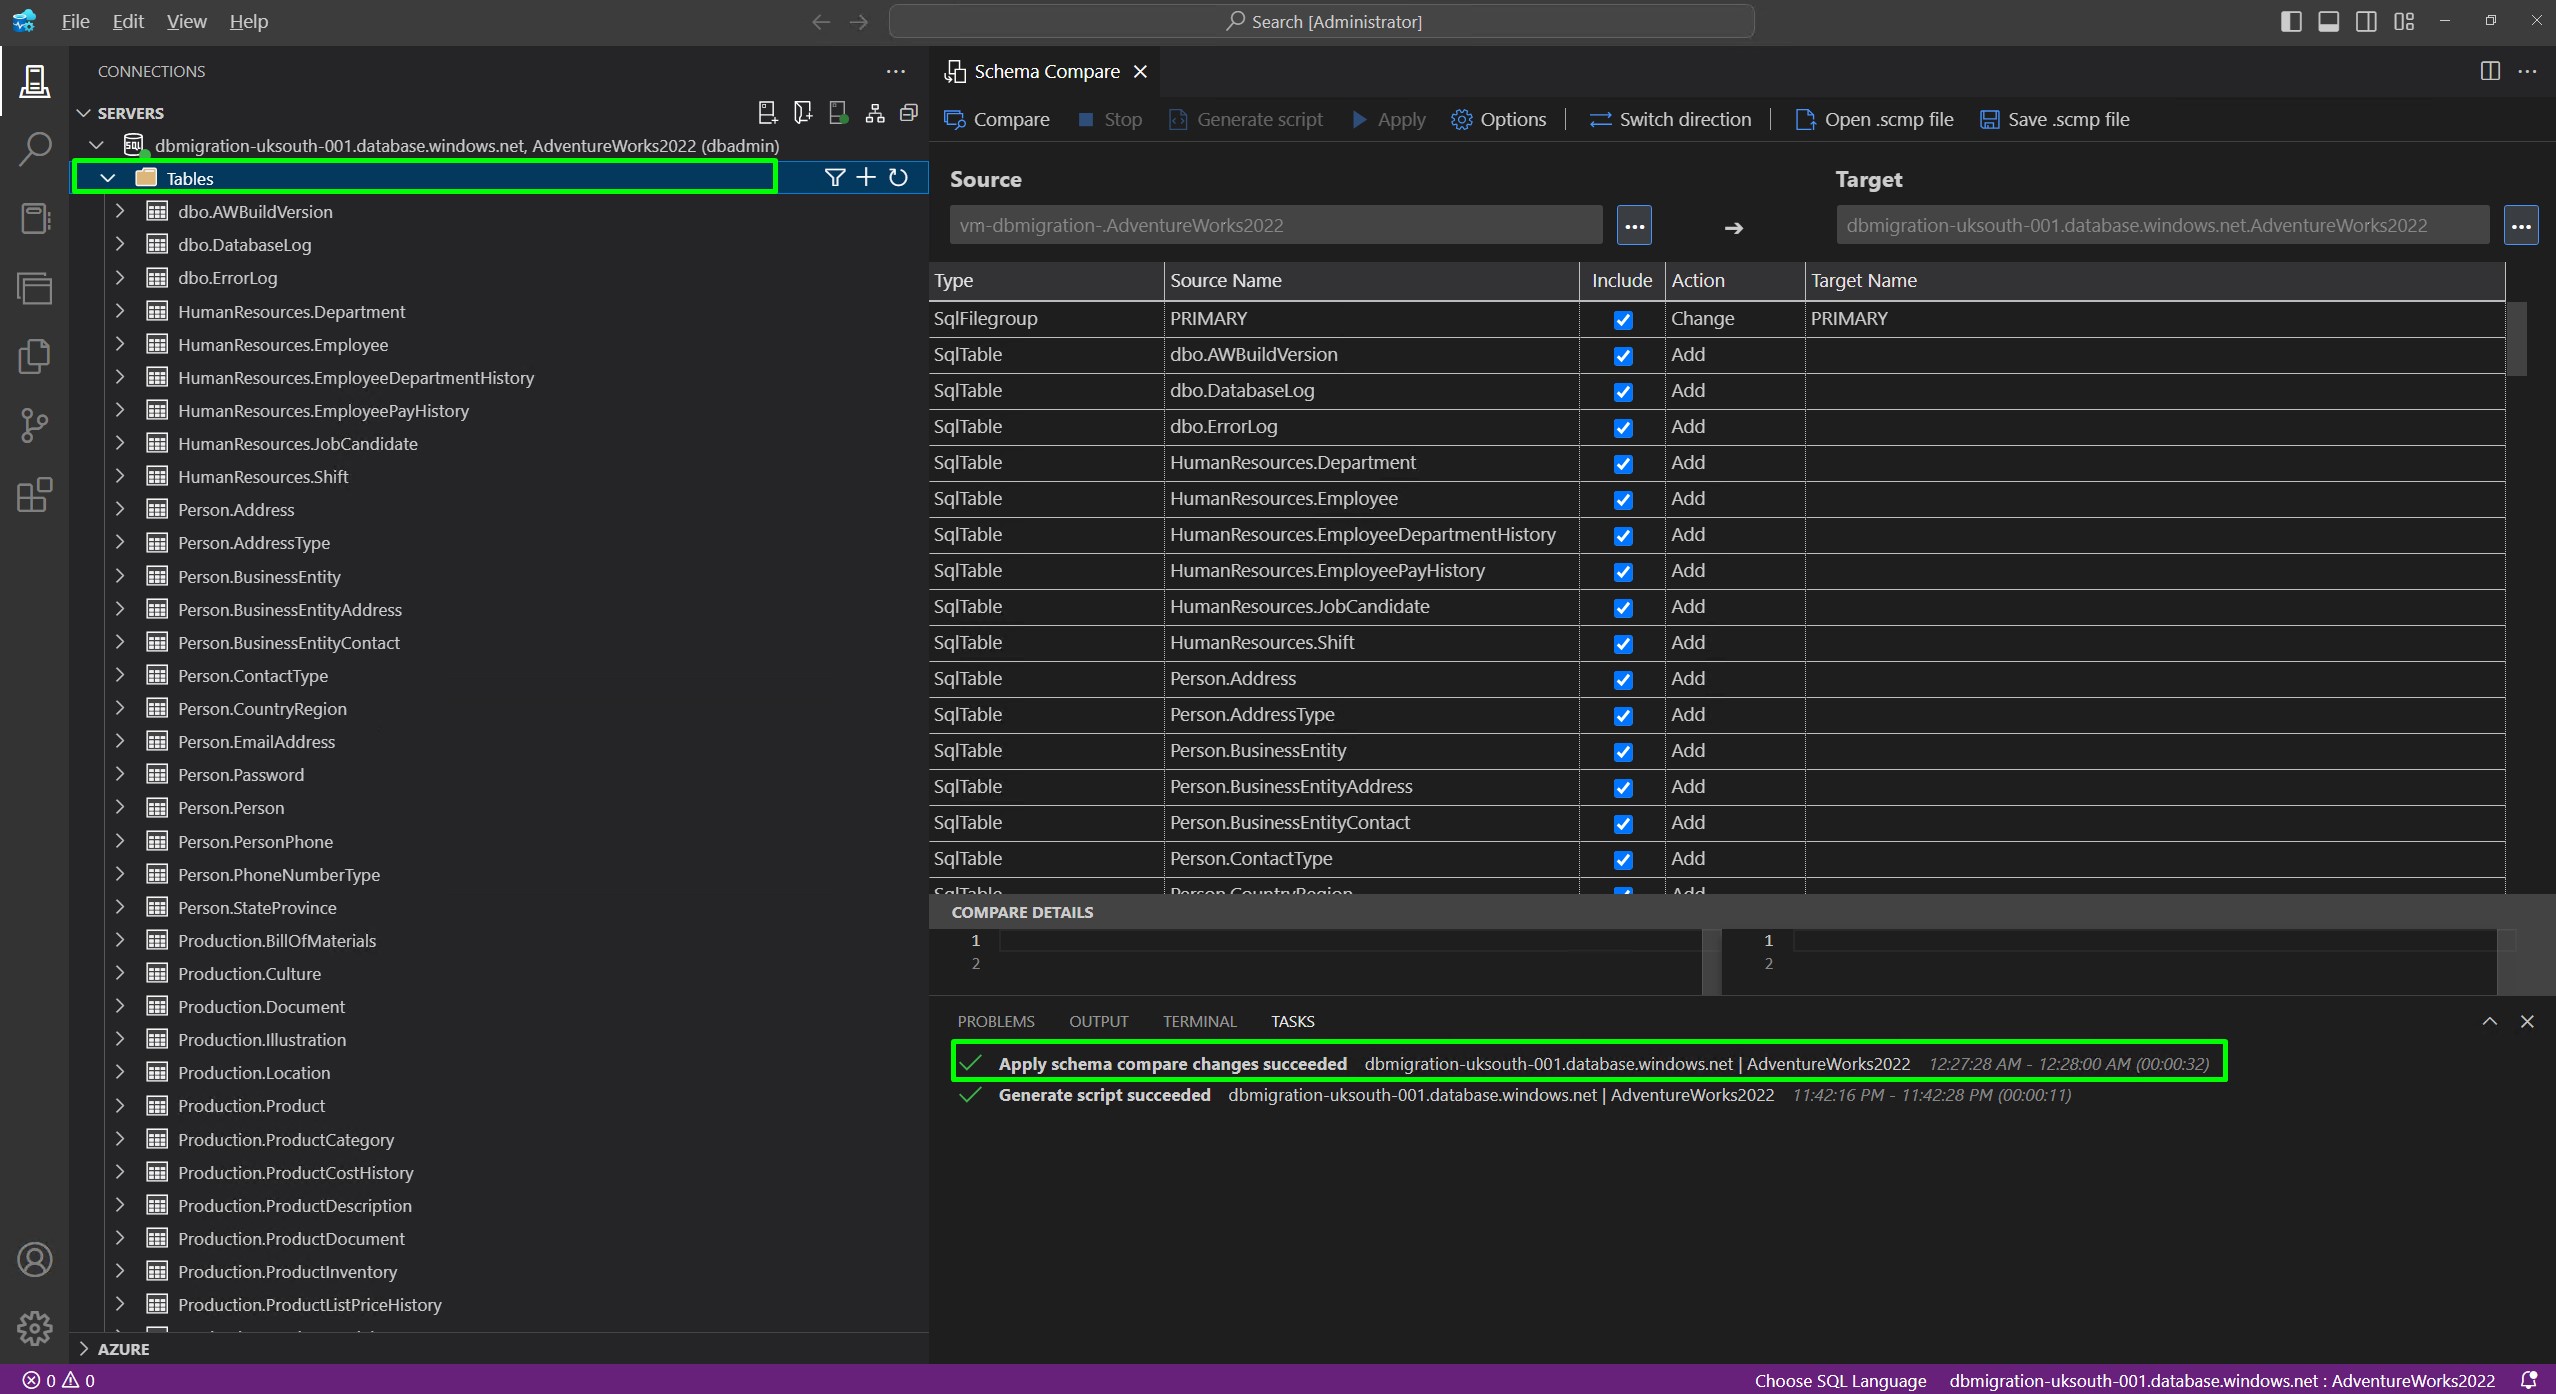 File Edit View Help
Search [Administrator]
CONNECTIONS
SERVERS
dbmigration-uksouth-001.database.windows.net, AdventureWorks2022 (dbadmin)
Tables
dbo.AWBuildVersion
dbo.DatabaseLog
dbo.ErrorLog
HumanResources.Department
HumanResources.Employee
HumanResources.EmployeeDepartmentHistory
HumanResources.EmployeePayHistory
HumanResources.JobCandidate
HumanResources.Shift
Person.Address
Person.AddressType
Person.BusinessEntity
Person.BusinessEntityAddress
Person.BusinessEntityContact
Person.ContactType
Person.CountryRegion
Person.EmailAddress
Person.Password
Person.Person
Person.PersonPhone
Person.PhoneNumberType
Person.StateProvince
Production.BillOfMaterials
Production.Culture
Production.Document
Production.Illustration
Production.Location
Production.Product
Production.ProductCategory
Production.ProductCostHistory
Production.ProductDescription
Production.ProductDocument
Production.ProductInventory
Production.ProductListPriceHistory
AZURE
Schema Compare
Compare Stop Generate script Apply Options Switch direction Open .scmp file Save .scmp file
Source Target
vm-dbmigration-.AdventureWorks2022 dbmigration-uksouth-001.database.windows.net.AdventureWorks2022
Type Source Name Include Action Target Name
SqlFilegroup PRIMARY Change PRIMARY
SqlTable dbo.AWBuildVersion Add
SqlTable dbo.DatabaseLog Add
SqlTable dbo.ErrorLog Add
SqlTable HumanResources.Department Add
SqlTable HumanResources.Employee Add
SqlTable HumanResources.EmployeeDepartmentHistory Add
SqlTable HumanResources.EmployeePayHistory Add
SqlTable HumanResources.JobCandidate Add
SqlTable HumanResources.Shift Add
SqlTable Person.Address Add
SqlTable Person.AddressType Add
SqlTable Person.BusinessEntity Add
SqlTable Person.BusinessEntityAddress Add
SqlTable Person.BusinessEntityContact Add
SqlTable Person.ContactType Add
SqlTable Person.CountryRegion Add
COMPARE DETAILS
1 1
2 2
PROBLEMS OUTPUT TERMINAL TASKS
Apply schema compare changes succeeded dbmigration-uksouth-001.database.windows.net | AdventureWorks2022 12:27:28 AM - 12:28:00 AM (00:00:32)
Generate script succeeded dbmigration-uksouth-001.database.windows.net | AdventureWorks2022 11:42:16 PM - 11:42:28 PM (00:00:11)
0 0 Choose SQL Language dbmigration-uksouth-001.database.windows.net : AdventureWorks2022